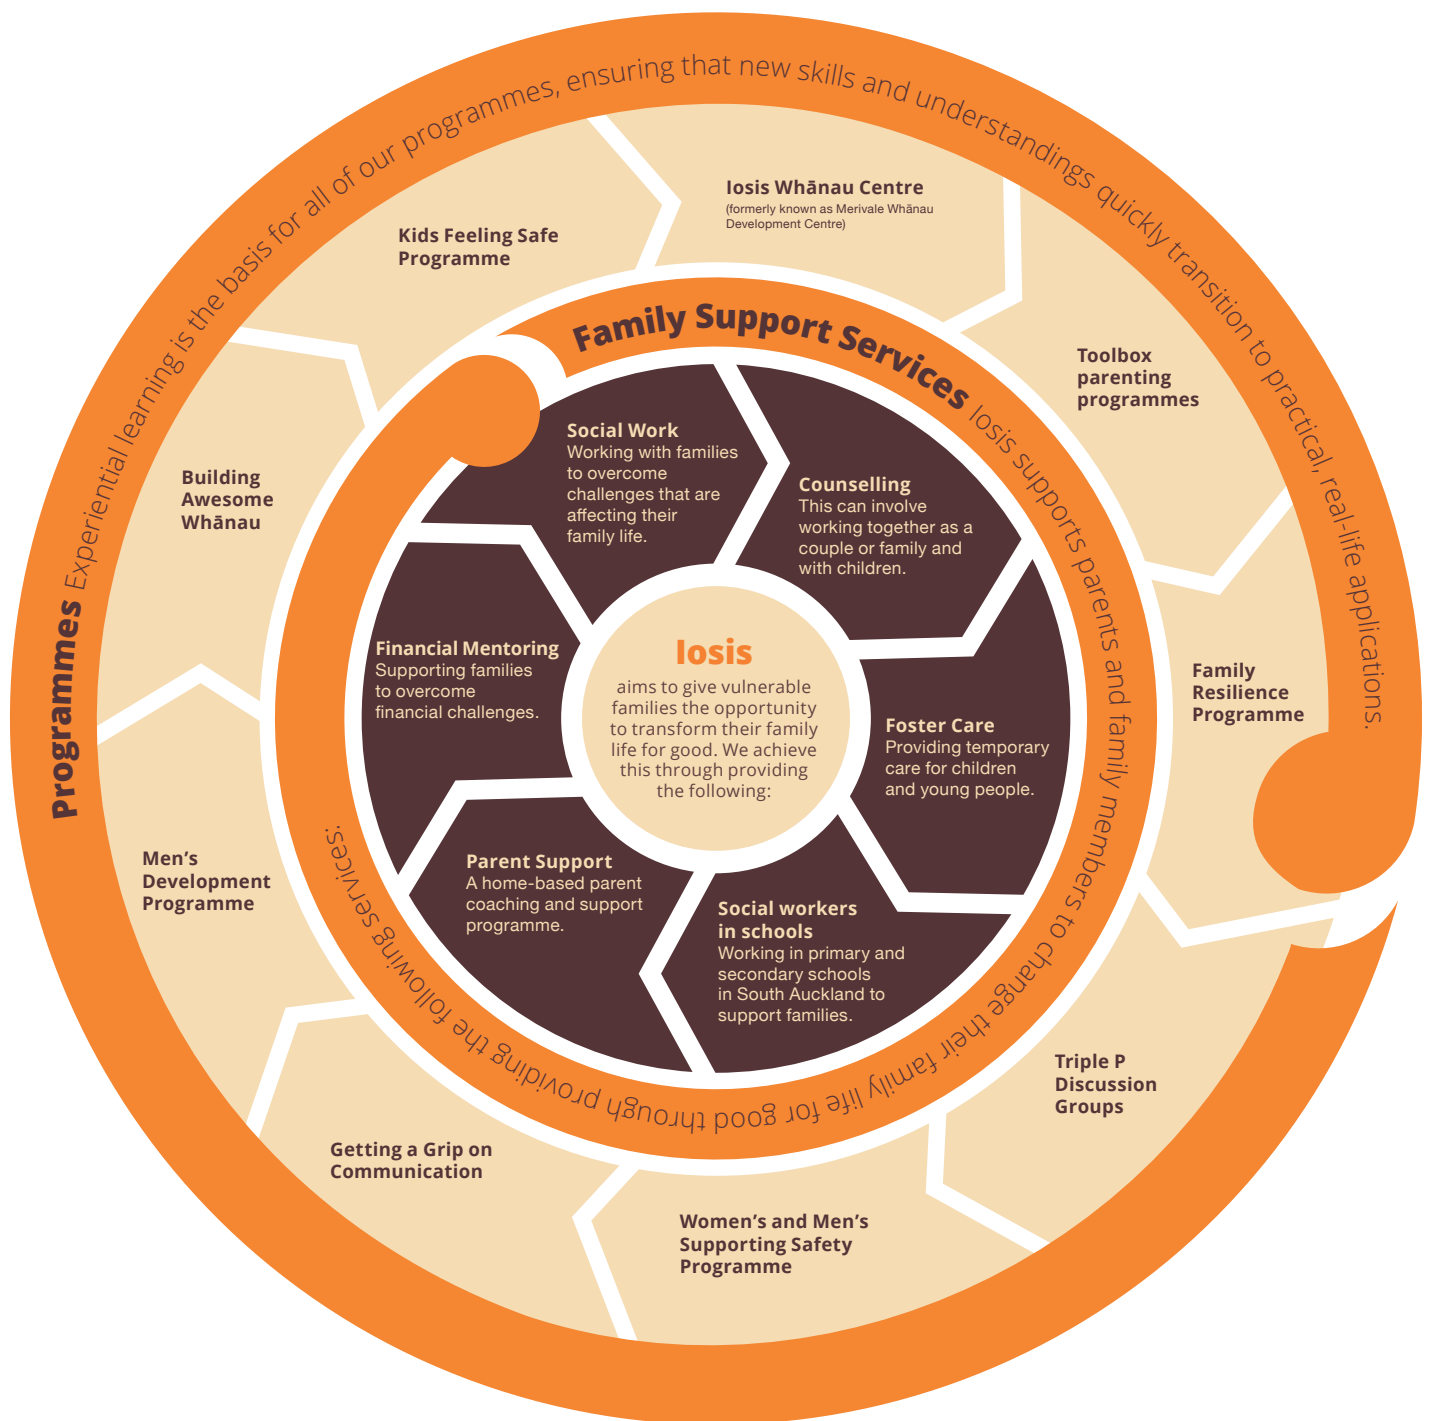 Programmes Experiential learning is the basis for all of our programmes, ensuring that new skills and understandings quickly transition to practical, real-life applications.
Iosis Whānau Centre
(formerly known as Merivale Whānau
Development Centre)
Toolbox
parenting
programmes
Family
Resilience
Programme
Triple P
Discussion
Groups
Women’s and Men’s
Supporting Safety
Programme
Getting a Grip on
Communication
Men’s
Development
Programme
Building
Awesome
Whānau
Kids Feeling Safe
Programme
Family Support Services Iosis supports parents and family members to change their family life for good through providing the following services:
Social Work
Working with families
to overcome
challenges that are
affecting their
family life.
Counselling
This can involve
working together as a
couple or family and
with children.
Foster Care
Providing temporary
care for children
and young people.
Social workers
in schools
Working in primary and
secondary schools
in South Auckland to
support families.
Parent Support
A home-based parent
coaching and support
programme.
Financial Mentoring
Supporting families
to overcome
financial challenges.
Iosis
aims to give vulnerable
families the opportunity
to transform their family
life for good. We achieve
this through providing
the following: